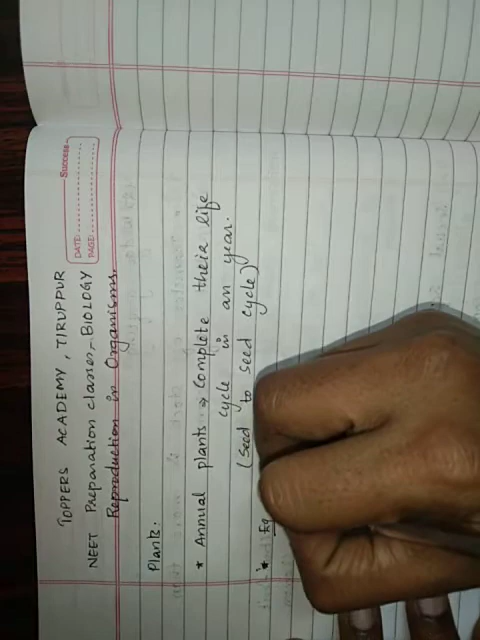 TOPPERS ACADEMY, TIRUPPUR
NEET Preparation classes - BIOLOGY
Reproduction in Organisms.
SUCCESS
DATE:
PAGE:
Plants.
* Annual plants → Complete their life
cycle in an year.
(Seed to seed cycle)
* Eg